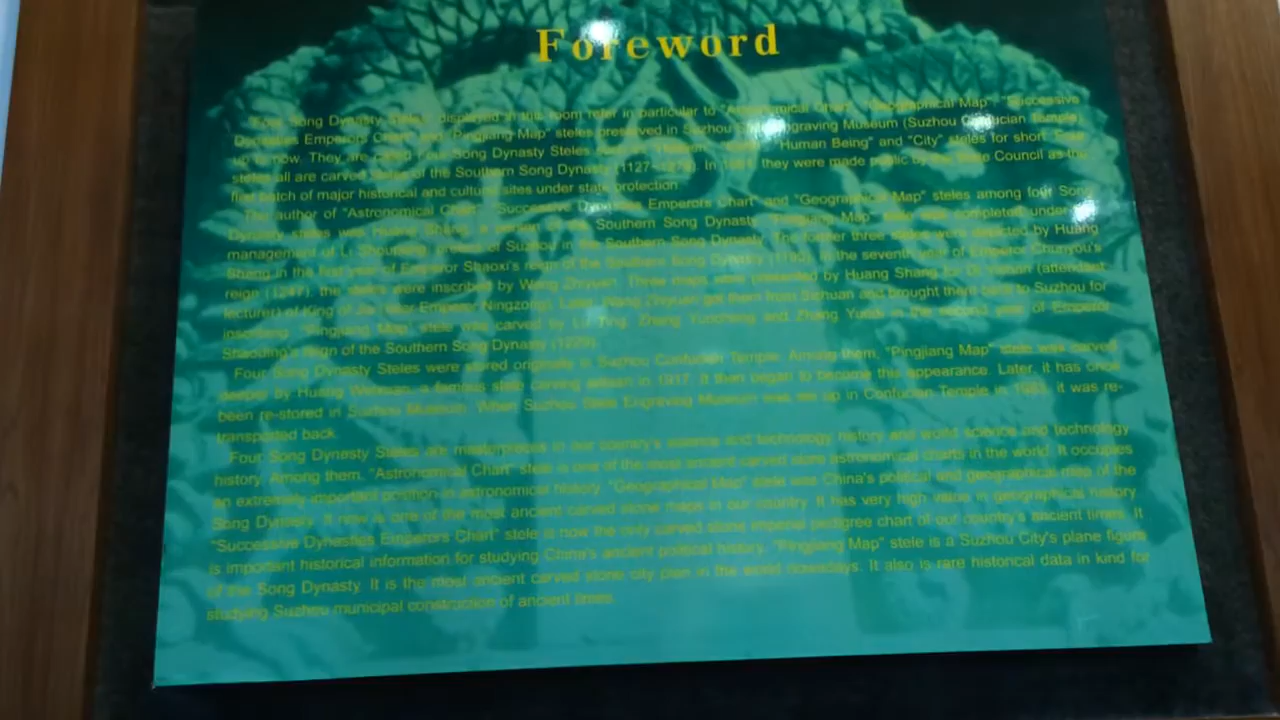 Foreword
"Four Song Dynasty Steles" displayed in this room refer in particular to "Astronomical Chart", "Geographical Map", "Successive
Dynasties Emperors Chart" and "Pingjiang Map" steles preserved in Suzhou Engraving Museum (Suzhou Confucian Temple)
up to now. They are called Four Song Dynasty Steles "Human Being" and "City" steles for short. Four
steles all are carved steles of the Southern Song Dynasty (1127-1279). In they were made public by the State Council as the
first batch of major historical and cultural sites under state protection.
The author of "Astronomical Chart", "Successive Dynasties Emperors Chart" and "Geographical Map" steles among four Song
Dynasty steles was Huang Shang, a person of the Southern Song Dynasty. "Pingjiang Map" stele was completed under
management of Li Shoupeng, prefect of Suzhou in the Southern Song Dynasty. The former three steles were depicted by Huang
Shang in the first year of Emperor Shaoxi's reign of the Southern Song Dynasty (1190). In the seventh year of Emperor Chunyou's
reign (1247), the steles were inscribed by Wang Zhiyuan. Three maps were presented by Huang Shang for (attendant
lecturer) of King of Jia (later Emperor Ningzong). Later, Wang Zhiyuan got them from Sichuan and brought them back to Suzhou for
inscribing. "Pingjiang Map" stele was carved by Lu Ting, Zhang Yuncheng and Zhang Yundi in the second year of Emperor
Shaoding's reign of the Southern Song Dynasty (1229).
Four Song Dynasty Steles were stored originally in Suzhou Confucian Temple. Among them, "Pingjiang Map" stele was carved
deeper by Huang Weixuan, a famous stele carving artisan in 1917. It then began to become this appearance. Later, it has once
been re-stored in Suzhou Museum. When Suzhou Stele Engraving Museum was set up in Confucian Temple in 1985, it was re-
transported back.
Four Song Dynasty Steles are masterpieces in our country's science and technology history and world science and technology
history. Among them, "Astronomical Chart" stele is one of the most ancient carved stone astronomical charts in the world. It occupies
an extremely important position in astronomical history. "Geographical Map" stele was China's political and geographical map of the
Song Dynasty. It now is one of the most ancient carved stone maps in our country. It has very high value in geographical history.
"Successive Dynasties Emperors Chart" stele is now the only carved stone imperial pedigree chart of our country's ancient times. It
is important historical information for studying China's ancient political history. "Pingjiang Map" stele is a Suzhou City's plane figure
of the Song Dynasty. It is the most ancient carved stone city plan in the world nowadays. It also is rare historical data in kind for
studying Suzhou municipal construction of ancient times.